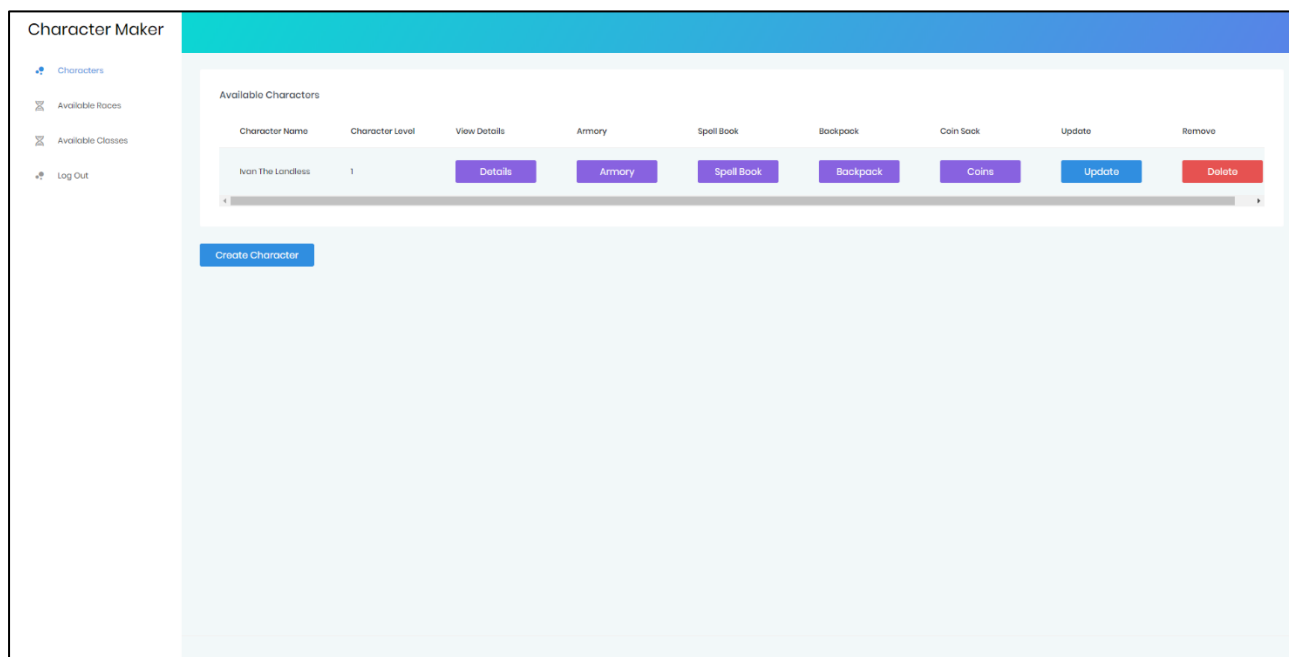 Character Maker
Characters
Available Races
Available Classes
Log Out
Available Characters
Character Name Character Level View Details Armory Spell Book Backpack Coin Sack Update Remove
Ivan The Landless 1 Details Armory Spell Book Backpack Coins Update Delete
Create Character